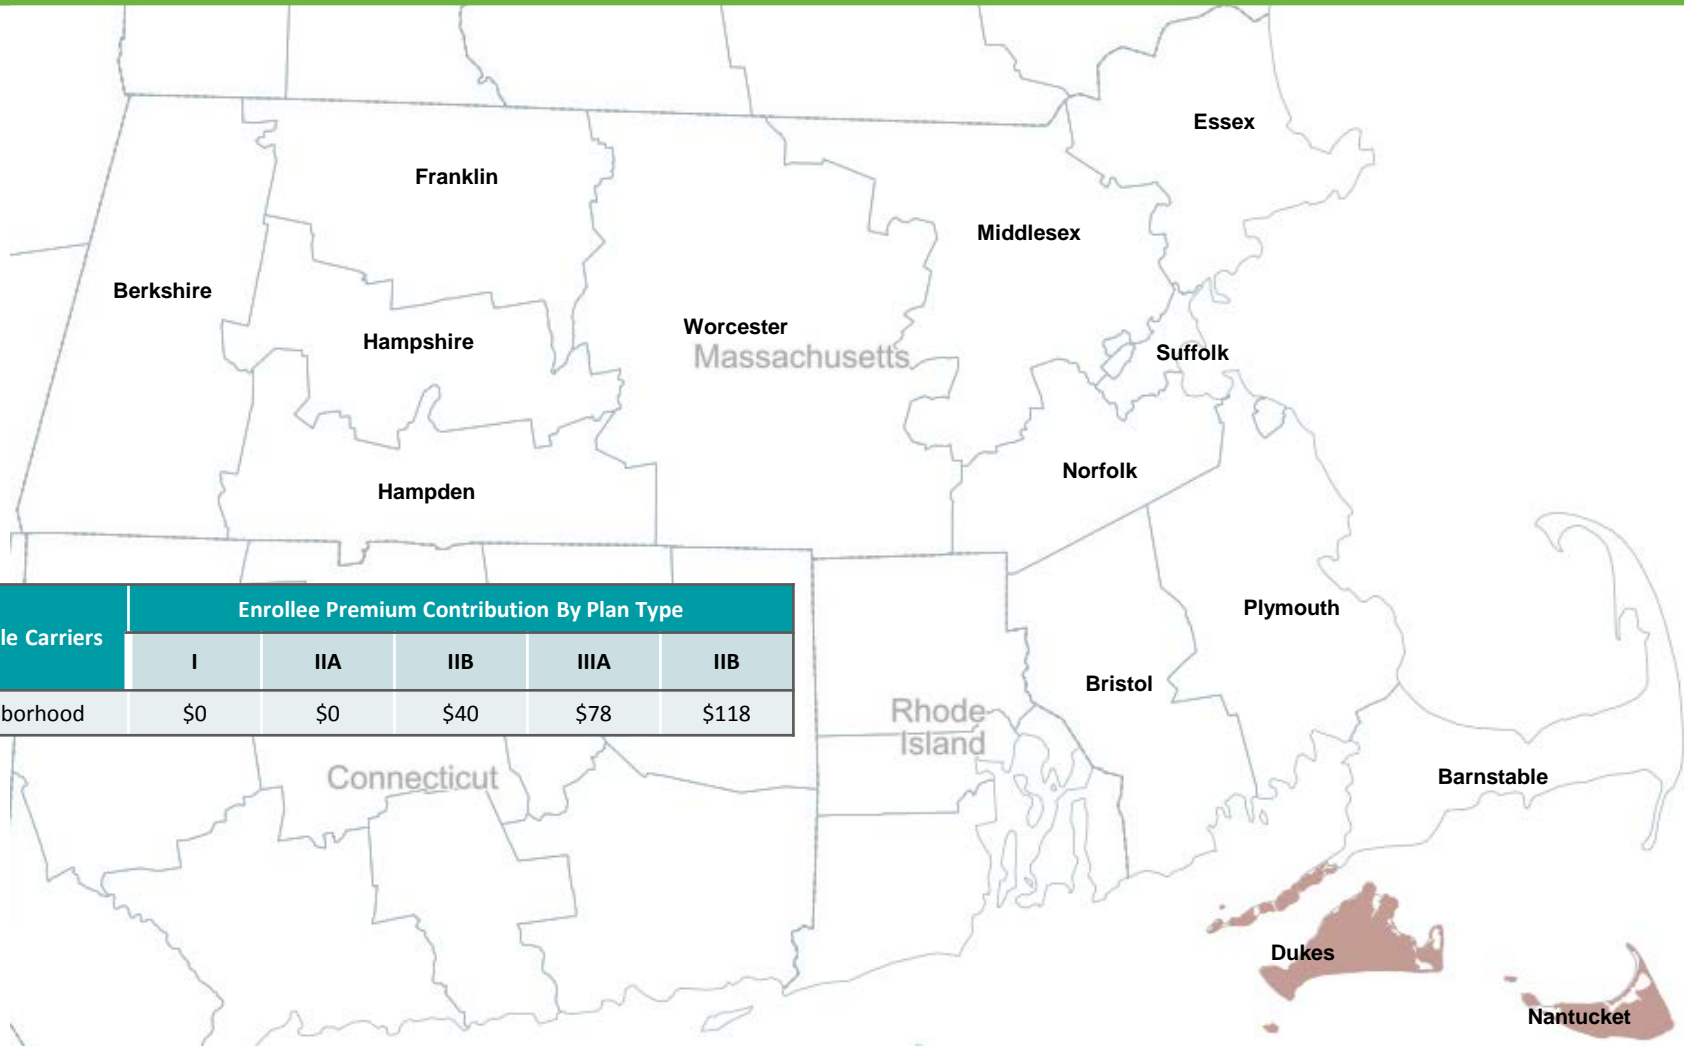 Essex
Franklin
Middlesex
Berkshire
Worcester
Hampshire
Massachusetts
Suffolk
Norfolk
Hampden
le Carriers
Enrollee Premium Contribution By Plan Type
I IIA IIB IIIA IIB
borhood $0 $0 $40 $78 $118
Plymouth
Bristol
Rhode
Island
Connecticut
Barnstable
Dukes
Nantucket